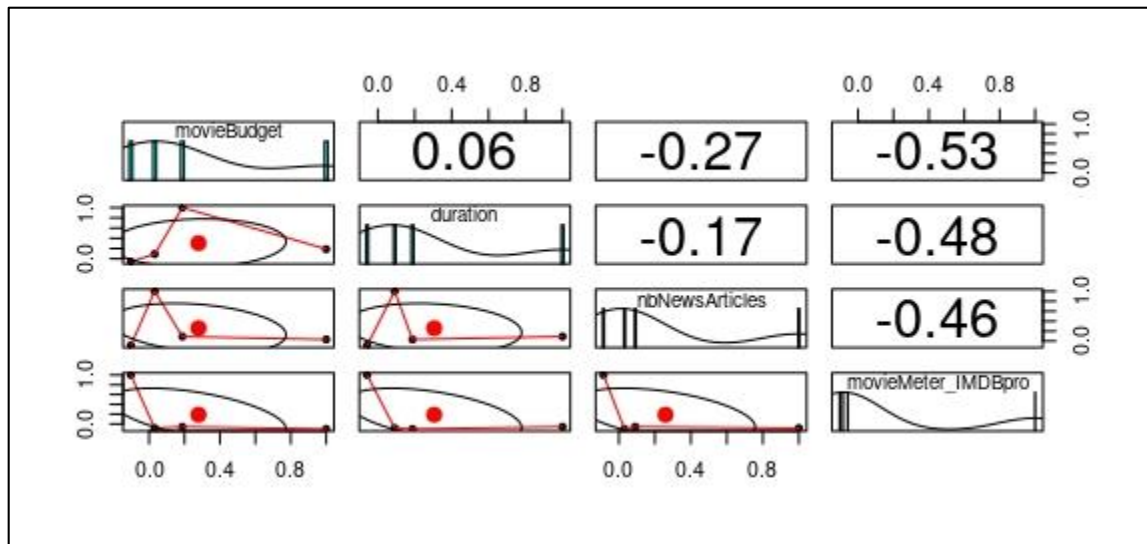 0.0 0.4 0.8 0.0 0.4 0.8
movieBudget 0.06 -0.27 -0.53 0.0 1.0
0.0 1.0 duration -0.17 -0.48
nbNewsArticles -0.46 0.0 1.0
0.0 1.0 movieMeter_IMDBpro
0.0 0.4 0.8 0.0 0.4 0.8